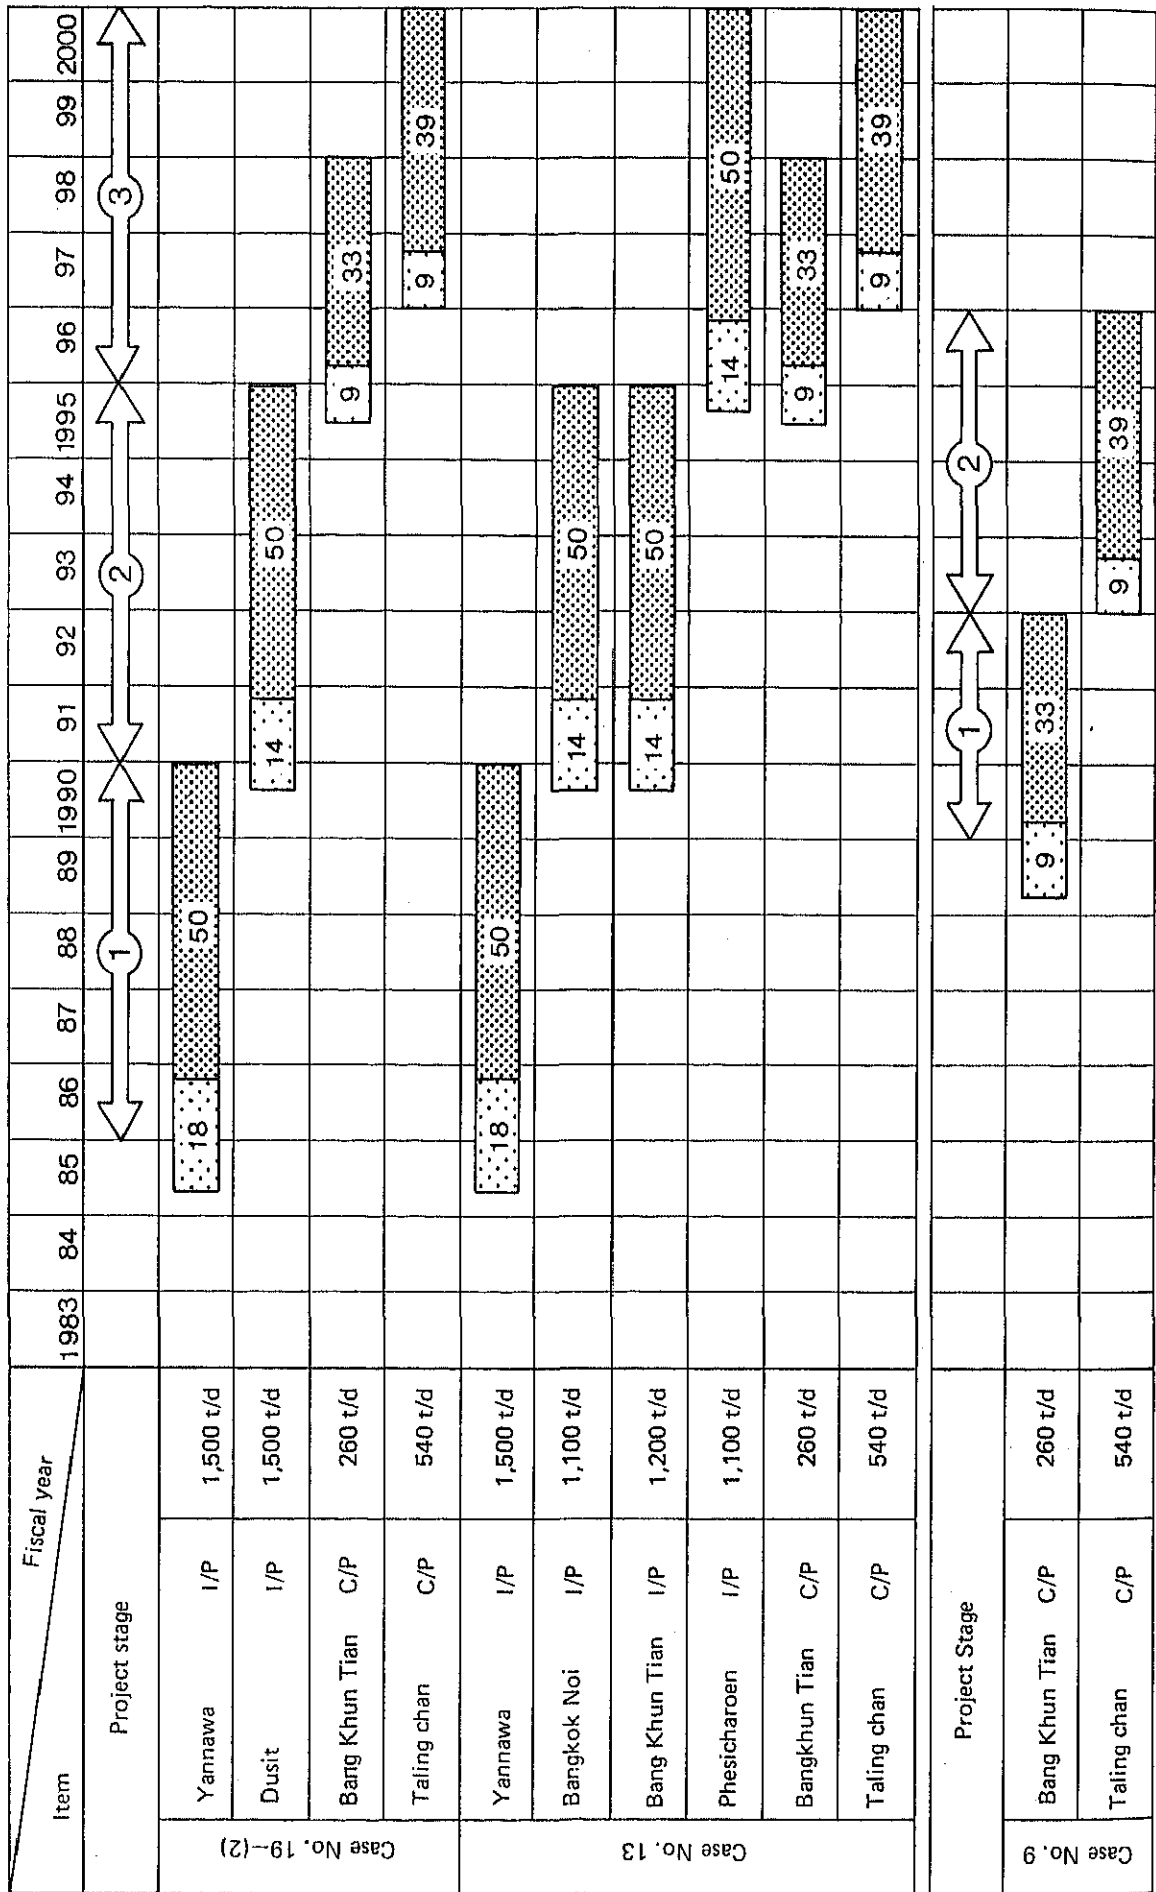 Item Fiscal year 1983 84 85 86 87 88 89 1990 91 92 93 94 1995 96 97 98 99 2000
Project stage 1 2 3
Case No. 19-(2)
Yannawa I/P 1,500 t/d 18 50
Dusit I/P 1,500 t/d 14 50
Bang Khun Tian C/P 260 t/d 9 33
Taling chan C/P 540 t/d 9 39
Case No. 13
Yannawa I/P 1,500 t/d 18 50
Bangkok Noi I/P 1,100 t/d 14 50
Bang Khun Tian I/P 1,200 t/d 14 50
Phesicharoen I/P 1,100 t/d 14 50
Bangkhun Tian C/P 260 t/d 9 33
Taling chan C/P 540 t/d 9 39
Project Stage 1 2
Case No. 9
Bang Khun Tian C/P 260 t/d 9 33
Taling chan C/P 540 t/d 9 39